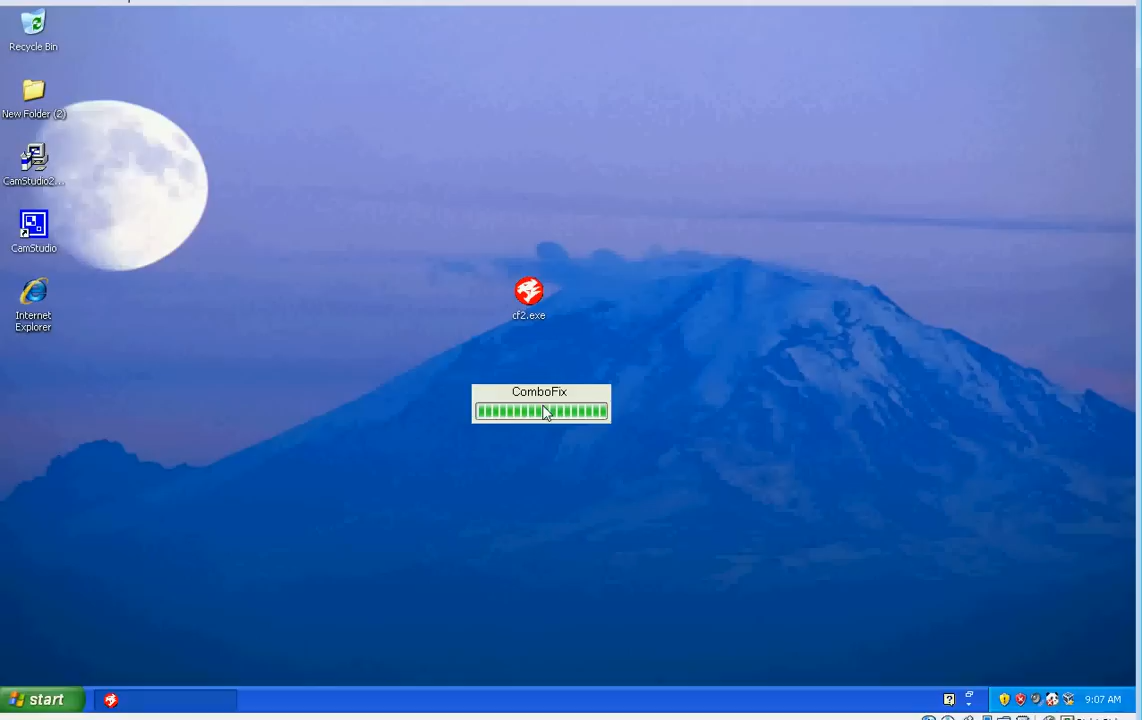 Recycle Bin
New Folder (2)
CamStudio2...
CamStudio
Internet
Explorer
cf2.exe
ComboFix
start
9:07 AM